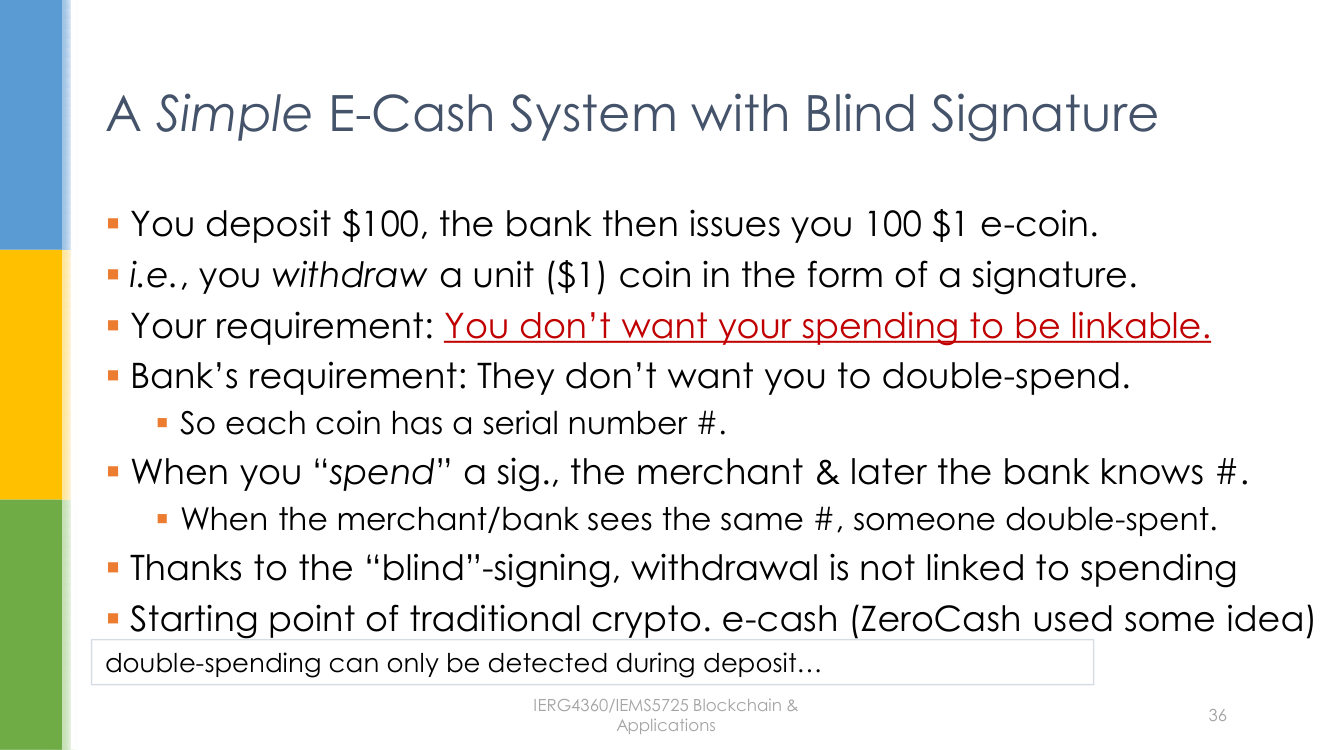 A Simple E-Cash System with Blind Signature
▪ You deposit $100, the bank then issues you 100 $1 e-coin.
▪ i.e., you withdraw a unit ($1) coin in the form of a signature.
▪ Your requirement: You don’t want your spending to be linkable.
▪ Bank’s requirement: They don’t want you to double-spend.
▪ So each coin has a serial number #.
▪ When you “spend” a sig., the merchant & later the bank knows #.
▪ When the merchant/bank sees the same #, someone double-spent.
▪ Thanks to the “blind”-signing, withdrawal is not linked to spending
▪ Starting point of traditional crypto. e-cash (ZeroCash used some idea)
double-spending can only be detected during deposit…
IERG4360/IEMS5725 Blockchain &
Applications
36